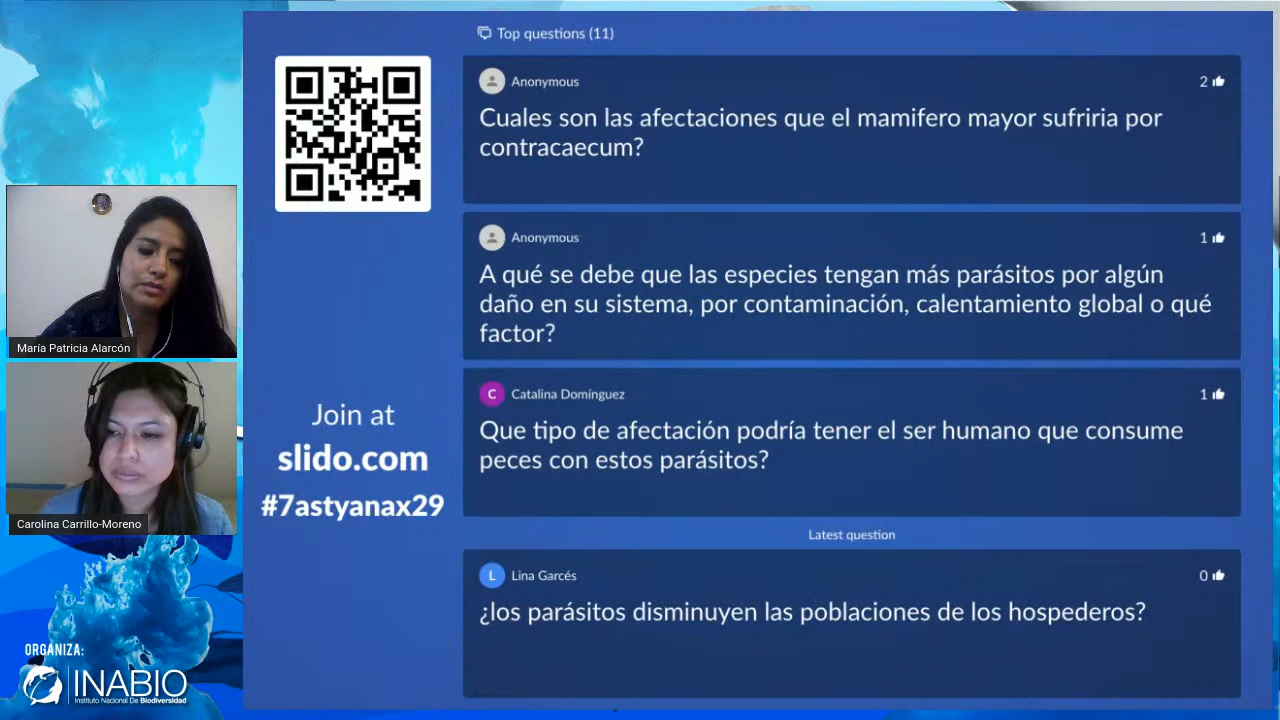 Top questions (11)
Anonymous
2
Cuales son las afectaciones que el mamifero mayor sufriria por
contracaecum?
Anonymous
1
A qué se debe que las especies tengan más parásitos por algún
daño en su sistema, por contaminación, calentamiento global o qué
factor?
C
Catalina Domínguez
1
Que tipo de afectación podría tener el ser humano que consume
peces con estos parásitos?
Latest question
L
Lina Garcés
0
¿los parásitos disminuyen las poblaciones de los hospederos?
Join at
slido.com
#7astyanax29
María Patricia Alarcón
Carolina Carrillo-Moreno
ORGANIZA:
INABIO
Instituto Nacional De Biodiversidad